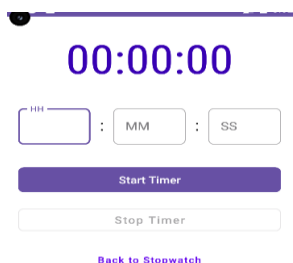 00:00:00
HH : MM : SS
Start Timer
Stop Timer
Back to Stopwatch